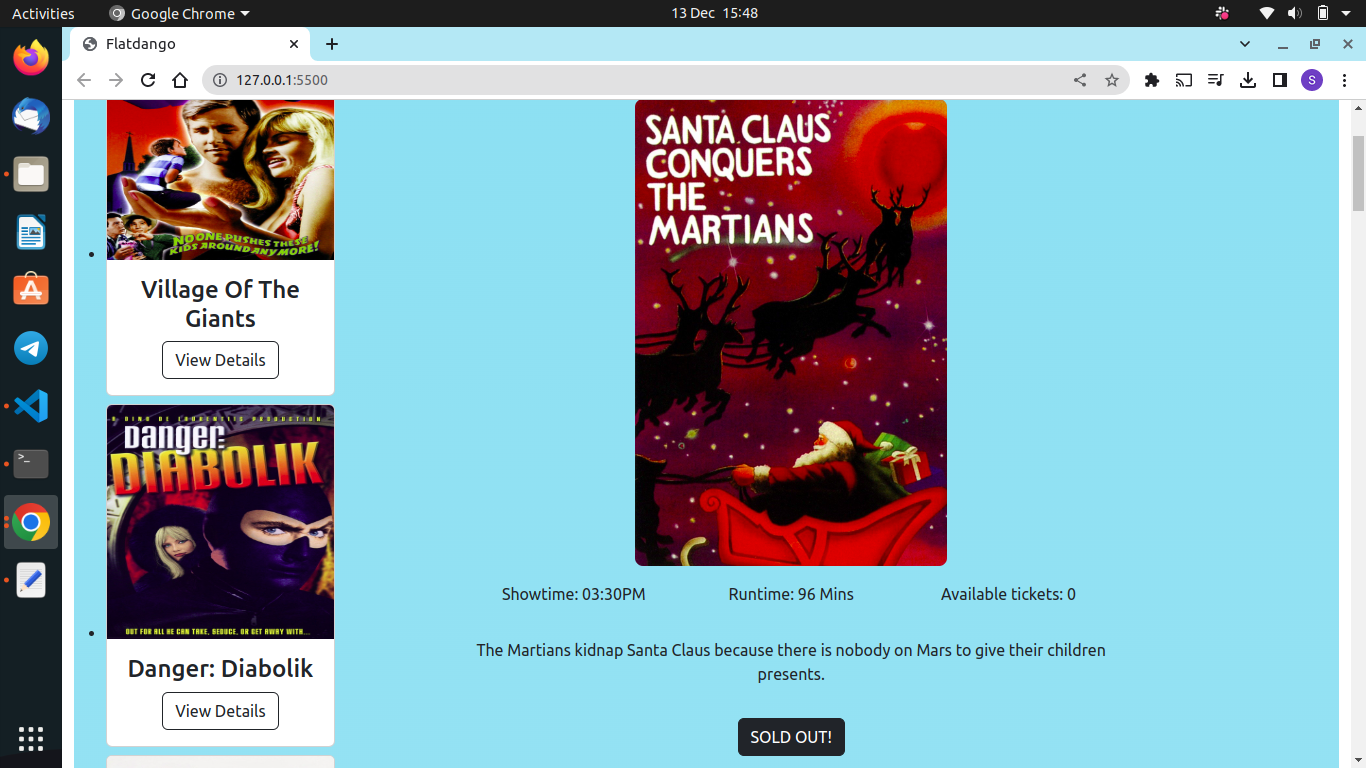 Activities
Google Chrome
13 Dec 15:48
Flatdango
127.0.0.1:5500
S
NO ONE PUSHES THESE
KIDS AROUND ANYMORE!
Village Of The
Giants
View Details
A DINO DE LAURENTIIS PRODUCTION
DANGER:
DIABOLIK
OUT FOR ALL HE CAN TAKE, SEDUCE, OR GET AWAY WITH...
Danger: Diabolik
View Details
SANTA CLAUS
CONQUERS
THE
MARTIANS
Showtime: 03:30PM
Runtime: 96 Mins
Available tickets: 0
The Martians kidnap Santa Claus because there is nobody on Mars to give their children
presents.
SOLD OUT!